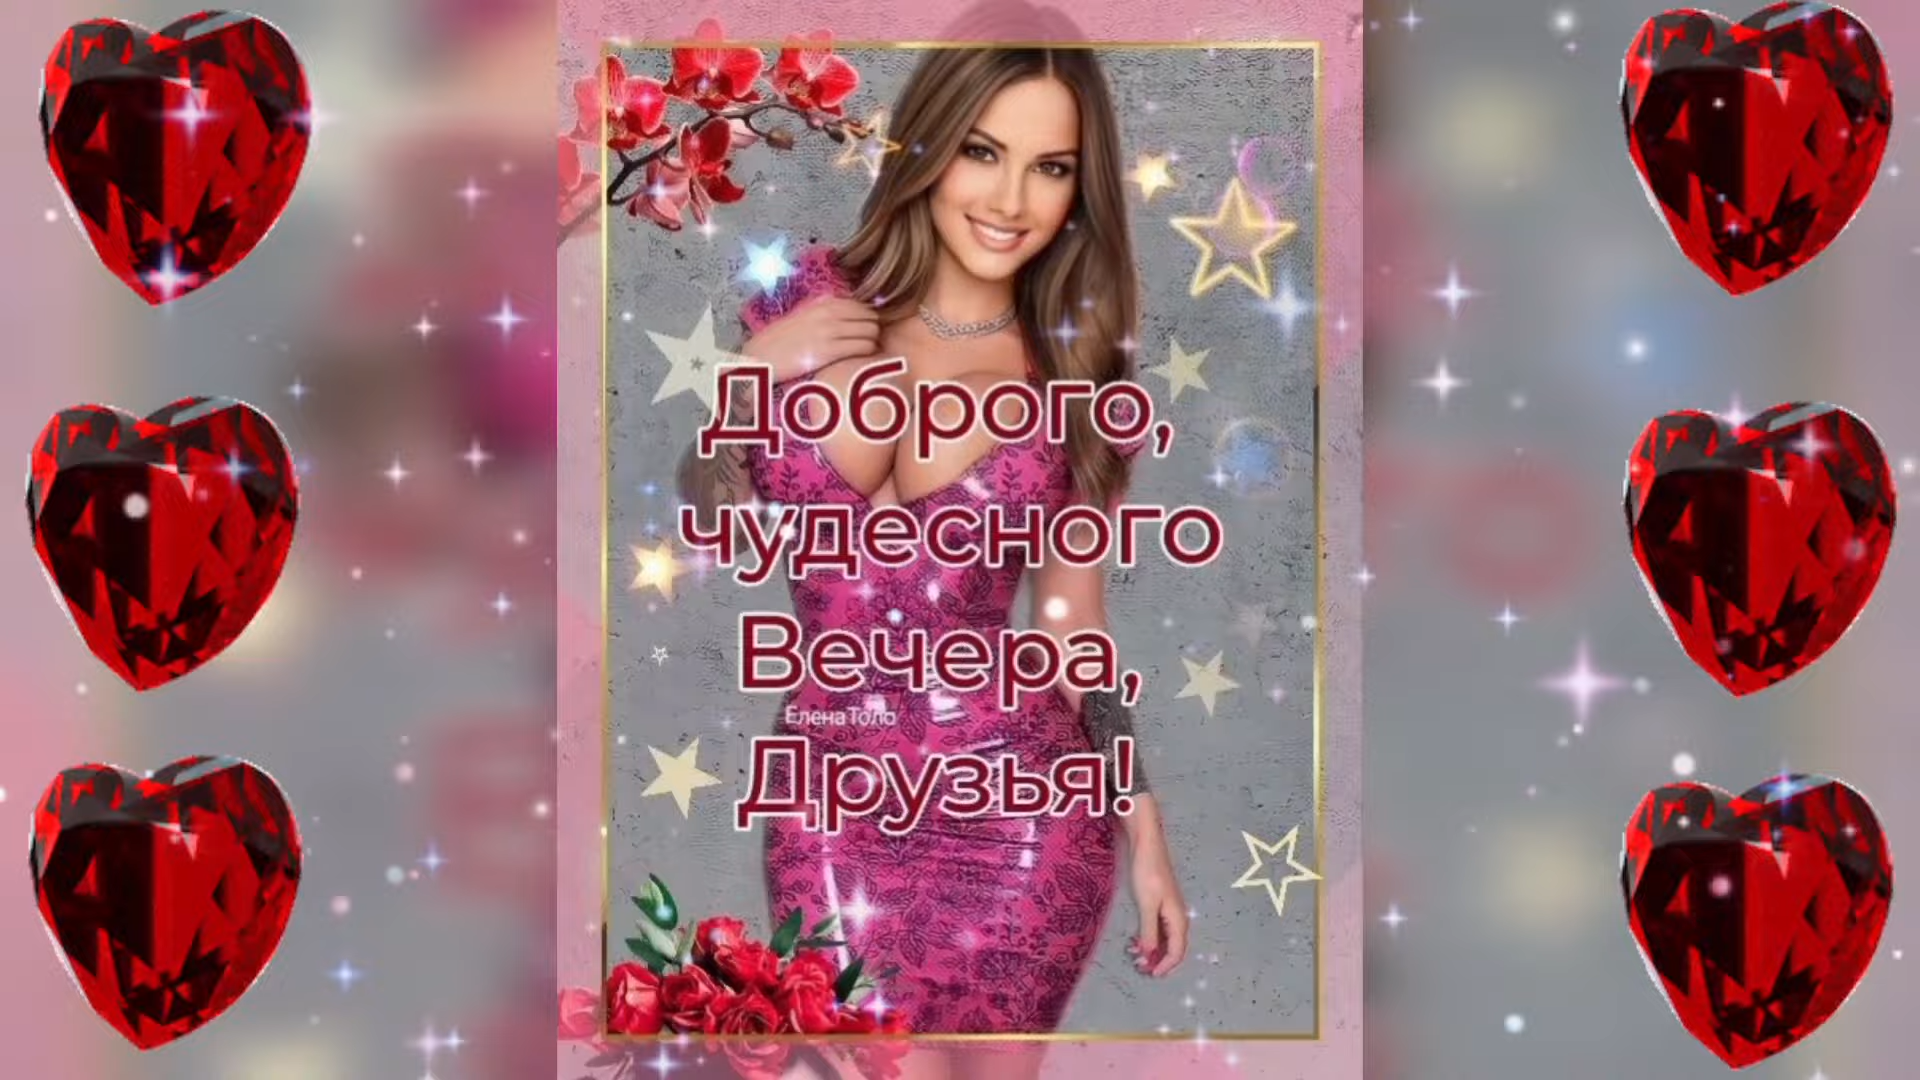 Доброго,
чудесного
Вечера,
ЕленаТоло
Друзья!